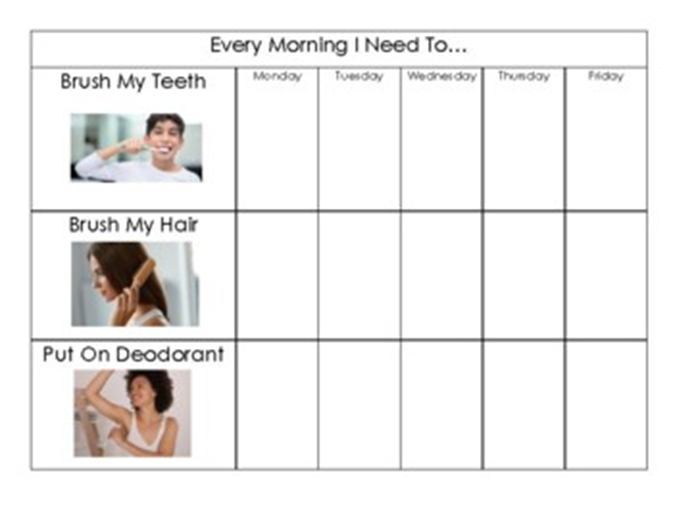 Every Morning I Need To...
Brush My Teeth
Monday Tuesday Wednesday Thursday Friday
Brush My Hair
Put On Deodorant